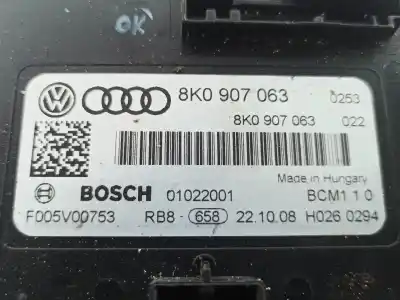 OK
8K0 907 063 0253
8K0 907 063 022
Made in Hungary
BOSCH 01022001 BCM1 1 0
F005V00753 RB8- 658 22.10.08 H026 0294